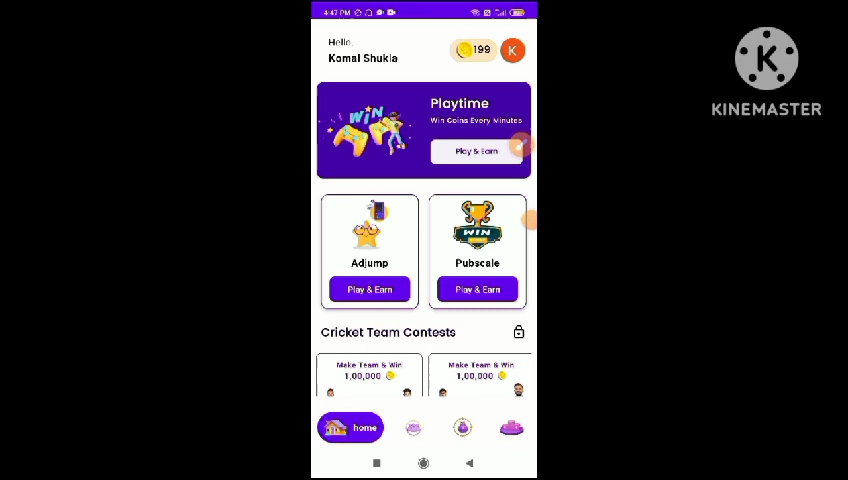 4:47 PM
Hello,
Komal Shukla
199
K
WIN
Playtime
Win Coins Every Minutes
Play & Earn
WIN
Adjump
Pubscale
Play & Earn
Play & Earn
Cricket Team Contests
Make Team & Win
1,00,000
Make Team & Win
1,00,000
home
K
KINEMASTER